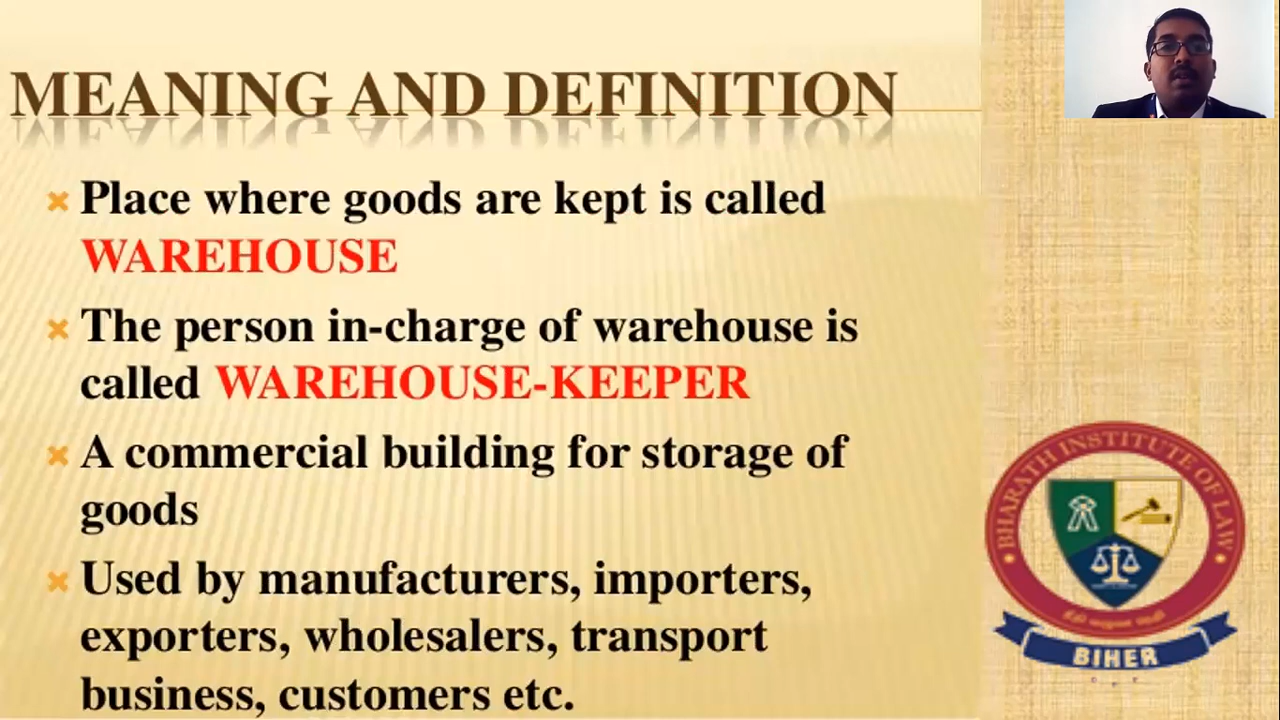 MEANING AND DEFINITION
Place where goods are kept is called
WAREHOUSE
The person in-charge of warehouse is
called WAREHOUSE-KEEPER
A commercial building for storage of
goods
Used by manufacturers, importers,
exporters, wholesalers, transport
business, customers etc.
BHARATH INSTITUTE OF LAW
BIHER